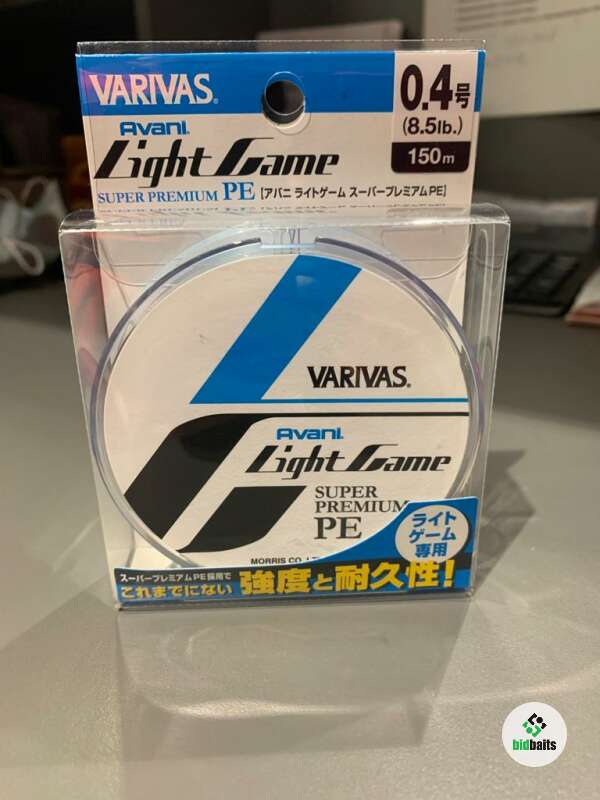 VARIVAS®
0.4号
(8.5lb.)
150m
Avani
Light Game
SUPER PREMIUM PE [アバニ ライトゲーム スーパープレミアムPE]
VARIVAS®
Avani
Light Game
SUPER
PREMIUM
PE
ライト
ゲーム
専用
MORRIS CO.,
スーパープレミアムPE採用で
これまでにない 強度と耐久性!
bidbaits